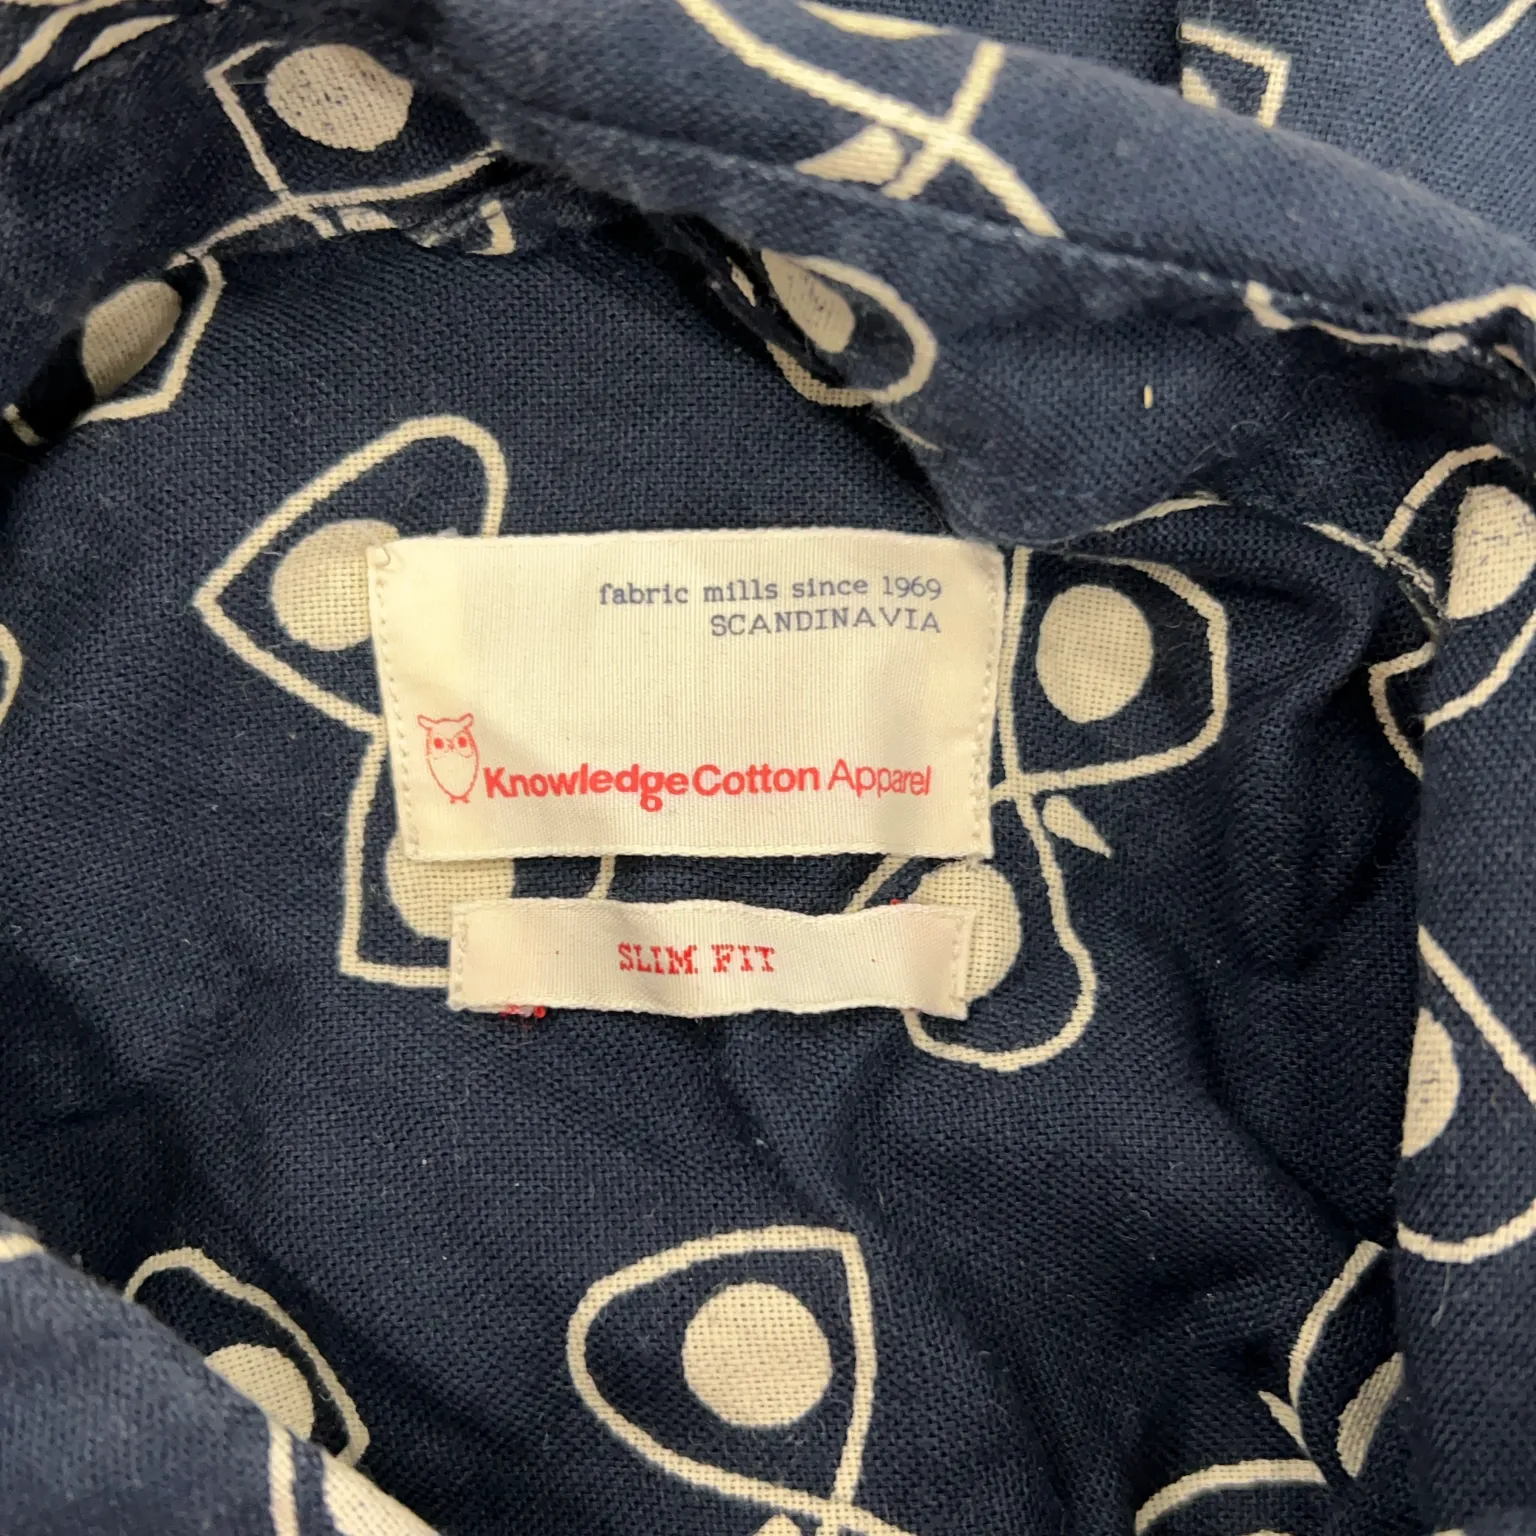 fabric mills since 1969
SCANDINAVIA
KnowledgeCotton Apparel
SLIM FIT